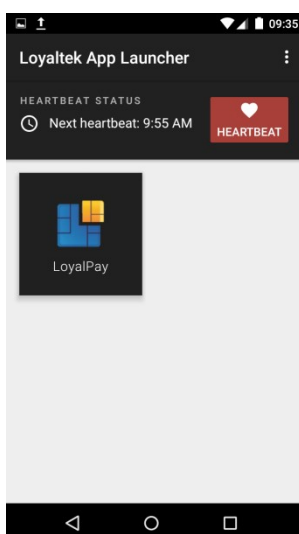 09:35
Loyaltek App Launcher
HEARTBEAT STATUS
Next heartbeat: 9:55 AM
HEARTBEAT
LoyalPay